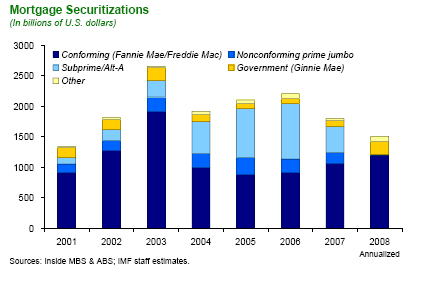 Mortgage Securitizations
(In billions of U.S. dollars)
3000
Conforming (Fannie Mae/Freddie Mac) Nonconforming prime jumbo
2500
Subprime/Alt-A Government (Ginnie Mae)
Other
2000
1500
1000
500
0
2001 2002 2003 2004 2005 2006 2007 2008
Annualized
Sources: Inside MBS & ABS; IMF staff estimates.